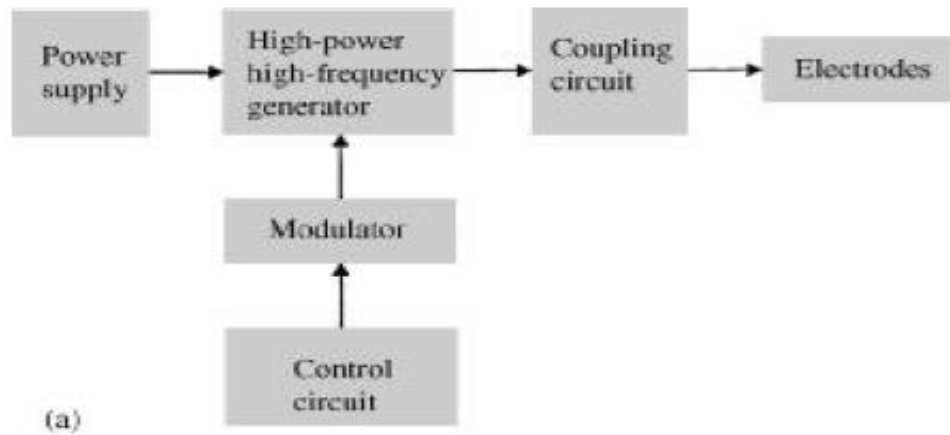 Power
supply
High-power
high-frequency
generator
Coupling
circuit
Electrodes
Modulator
Control
circuit
(a)